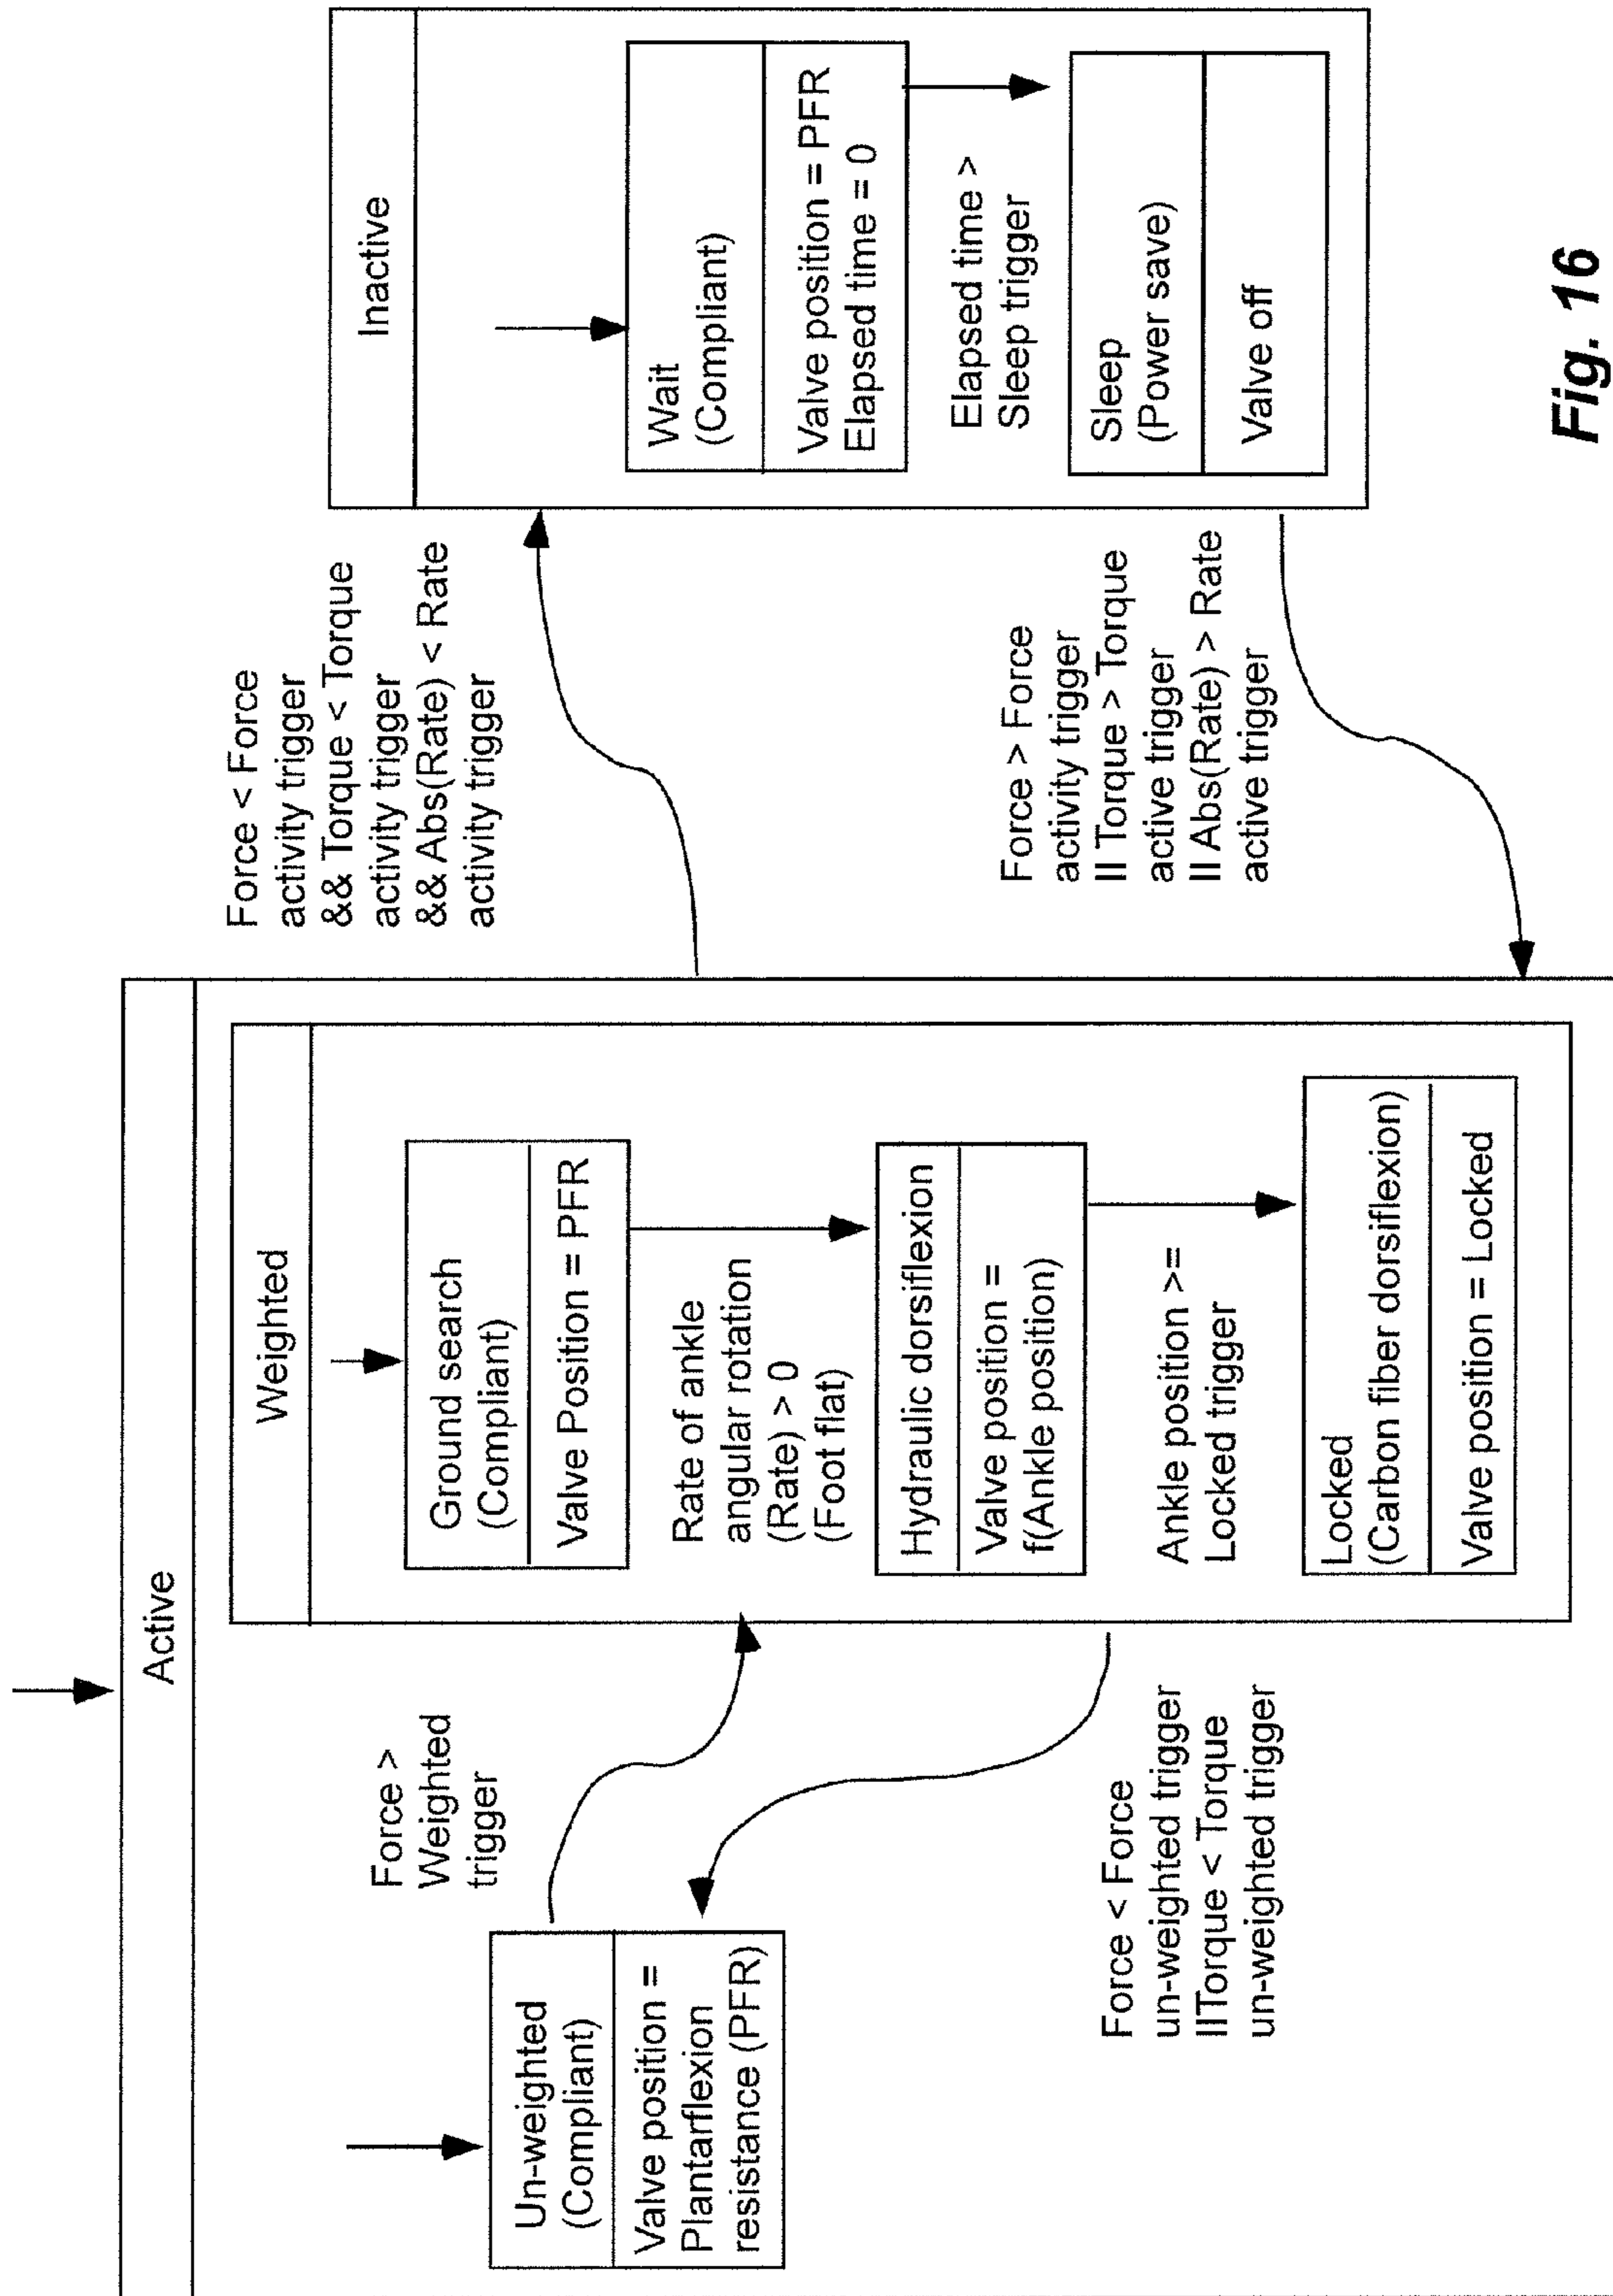 Active
Un-weighted
(Compliant)
Valve position =
Plantarflexion
resistance (PFR)
Force >
Weighted
trigger
Force < Force
un-weighted trigger
IITorque < Torque
un-weighted trigger
Weighted
Ground search
(Compliant)
Valve Position = PFR
Rate of ankle
angular rotation
(Rate) > 0
(Foot flat)
Hydraulic dorsiflexion
Valve position =
f(Ankle position)
Ankle position >=
Locked trigger
Locked
(Carbon fiber dorsiflexion)
Valve position = Locked
Force < Force
activity trigger
&& Torque < Torque
activity trigger
&& Abs(Rate) < Rate
activity trigger
Force > Force
activity trigger
II Torque > Torque
active trigger
II Abs(Rate) > Rate
active trigger
Inactive
Wait
(Compliant)
Valve position = PFR
Elapsed time = 0
Elapsed time >
Sleep trigger
Sleep
(Power save)
Valve off
Fig. 16